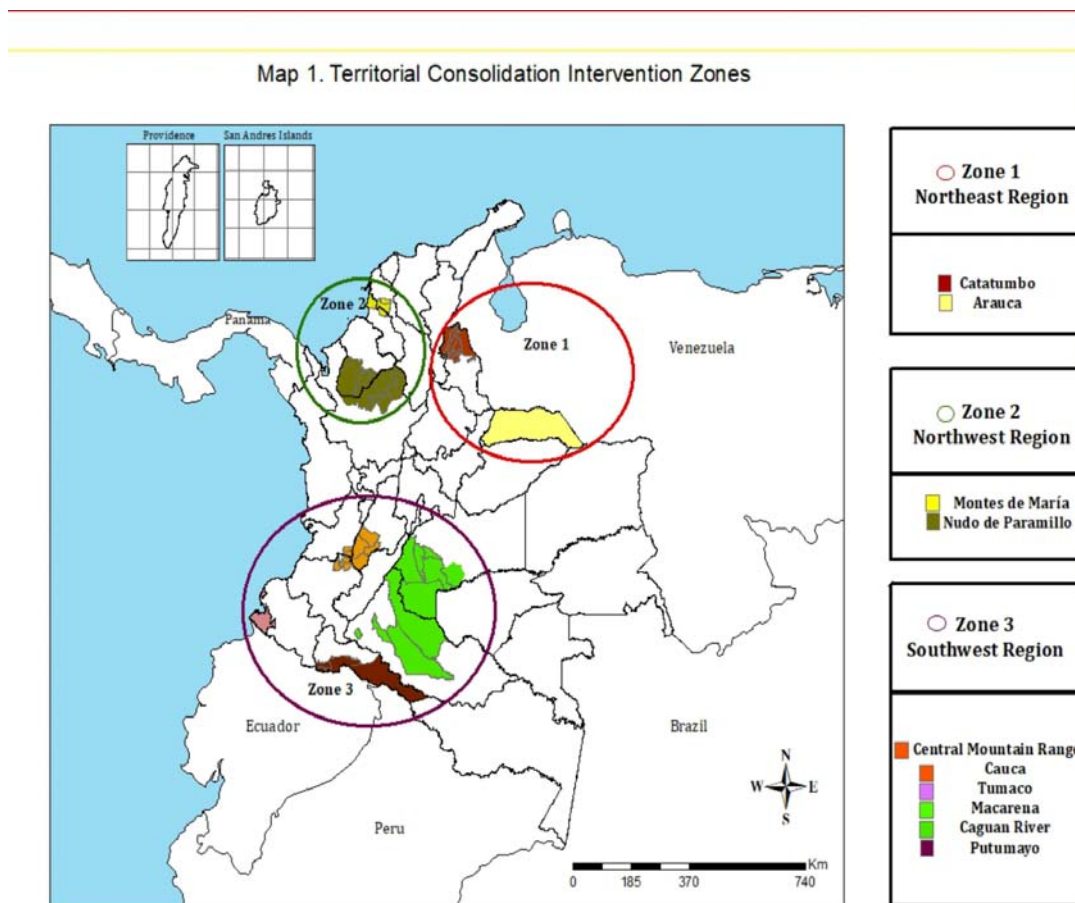 Map 1. Territorial Consolidation Intervention Zones
Providence
San Andres Islands
Zone 2
Panama
Zone 1
Venezuela
Zone 3
Ecuador
Brazil
Peru
N
W E
S
Km
0 185 370 740
Zone 1
Northeast Region
Catatumbo
Arauca
Zone 2
Northwest Region
Montes de María
Nudo de Paramillo
Zone 3
Southwest Region
Central Mountain Range
Cauca
Tumaco
Macarena
Caguan River
Putumayo